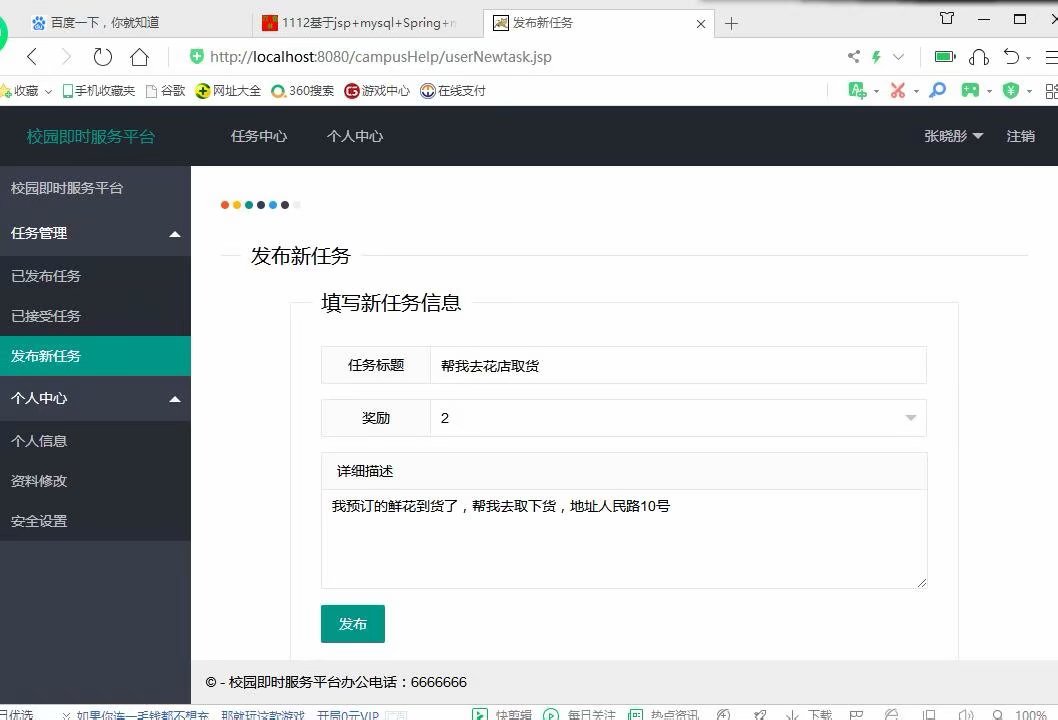 百度一下，你就知道
1112基于jsp+mysql+Spring+m
发布新任务
http://localhost:8080/campusHelp/userNewtask.jsp
收藏
手机收藏夹
谷歌
网址大全
360搜索
游戏中心
在线支付
校园即时服务平台
任务中心
个人中心
张晓彤
注销
校园即时服务平台
任务管理
已发布任务
已接受任务
发布新任务
个人中心
个人信息
资料修改
安全设置
发布新任务
填写新任务信息
任务标题
帮我去花店取货
奖励
2
详细描述
我预订的鲜花到货了，帮我去取下货，地址人民路10号
发布
© - 校园即时服务平台办公电话：6666666
日优选
如果你连一毛钱都不想充，那就玩这款游戏，开局0元VIP
广告
快剪辑
每日关注
热点资讯
下载
100%